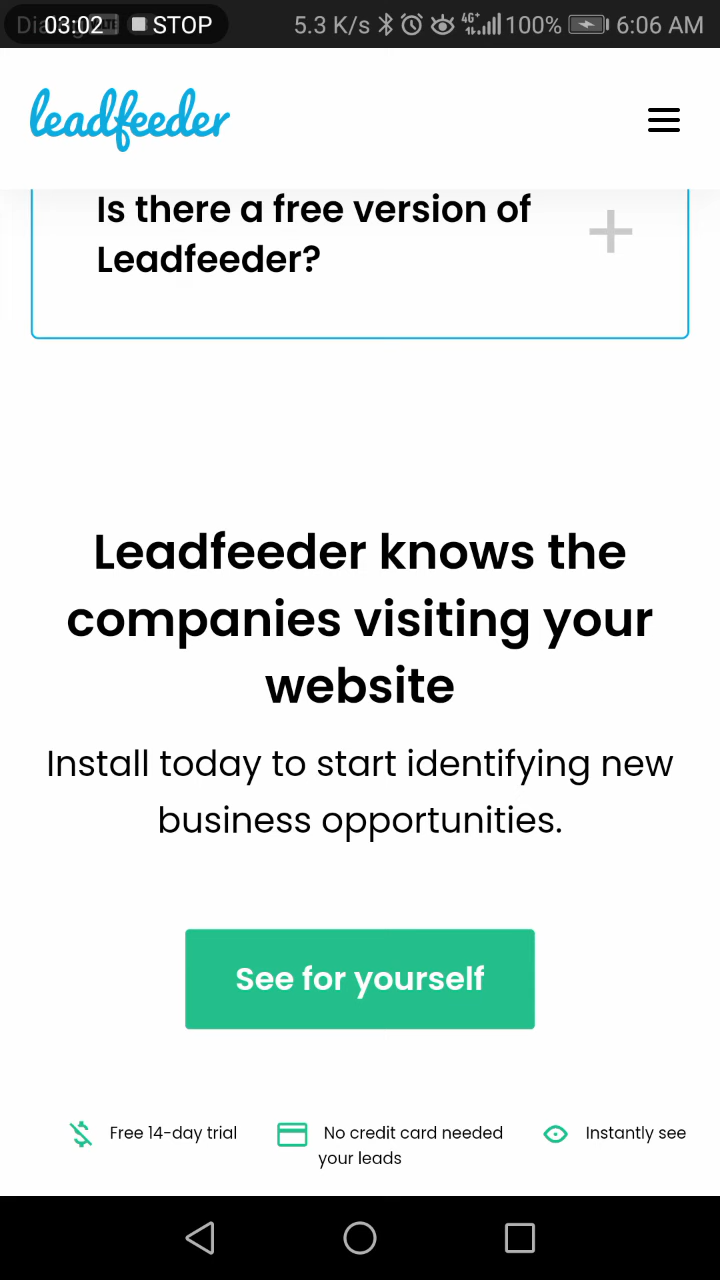 03:02 STOP 5.3 K/s 4G+ 100% 6:06 AM
leadfeeder
Is there a free version of
Leadfeeder?
Leadfeeder knows the
companies visiting your
website
Install today to start identifying new
business opportunities.
See for yourself
Free 14-day trial No credit card needed Instantly see
your leads